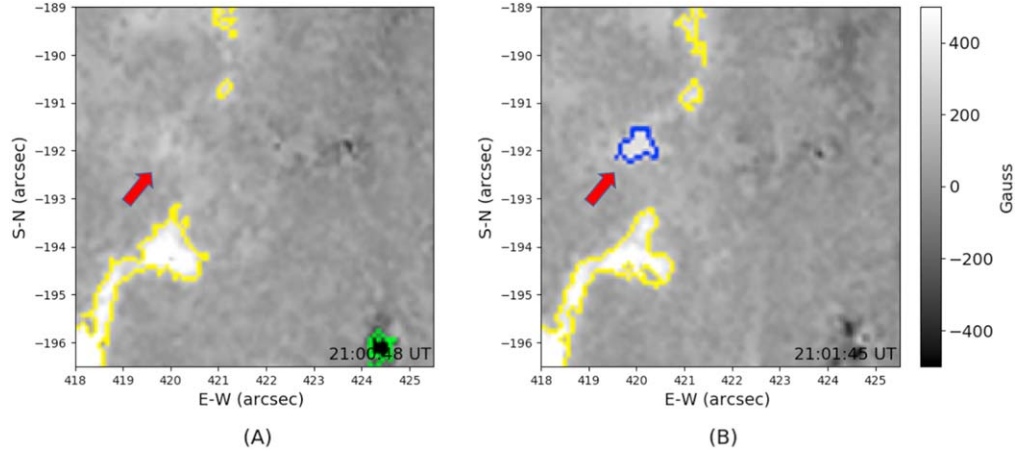 −189
−190
−191
−192
−193
−194
−195
−196
S-N (arcsec)
418 419 420 421 422 423 424 425
E-W (arcsec)
21:00:48 UT
(A)
−189
−190
−191
−192
−193
−194
−195
−196
S-N (arcsec)
418 419 420 421 422 423 424 425
E-W (arcsec)
21:01:45 UT
(B)
400
200
0
−200
−400
Gauss